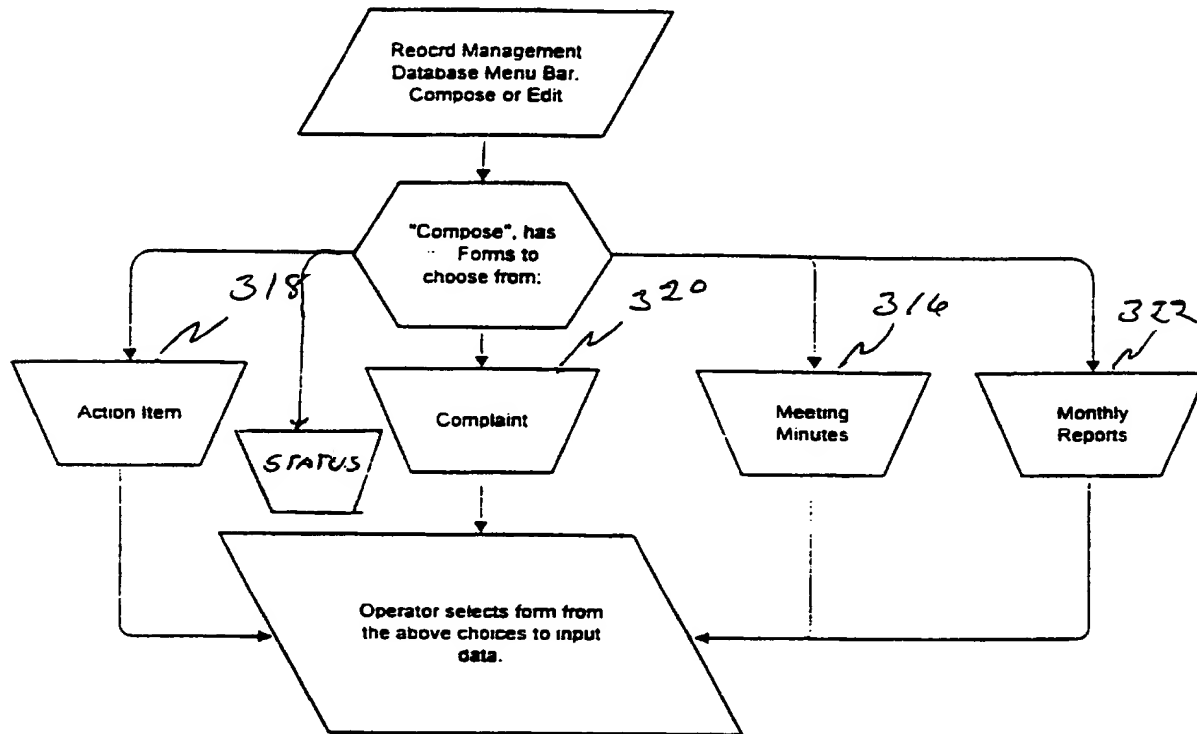 Reocrd Management
Database Menu Bar.
Compose or Edit
"Compose", has
Forms to
choose from:
318
320
316
322
Action Item
STATUS
Complaint
Meeting
Minutes
Monthly
Reports
Operator selects form from
the above choices to input
data.